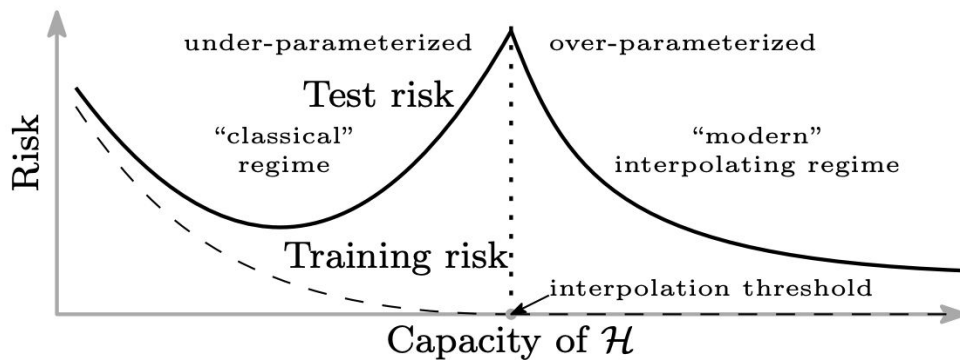 under-parameterized
over-parameterized
Test risk
“classical”
regime
“modern”
interpolating regime
Risk
Training risk
interpolation threshold
Capacity of ℋ